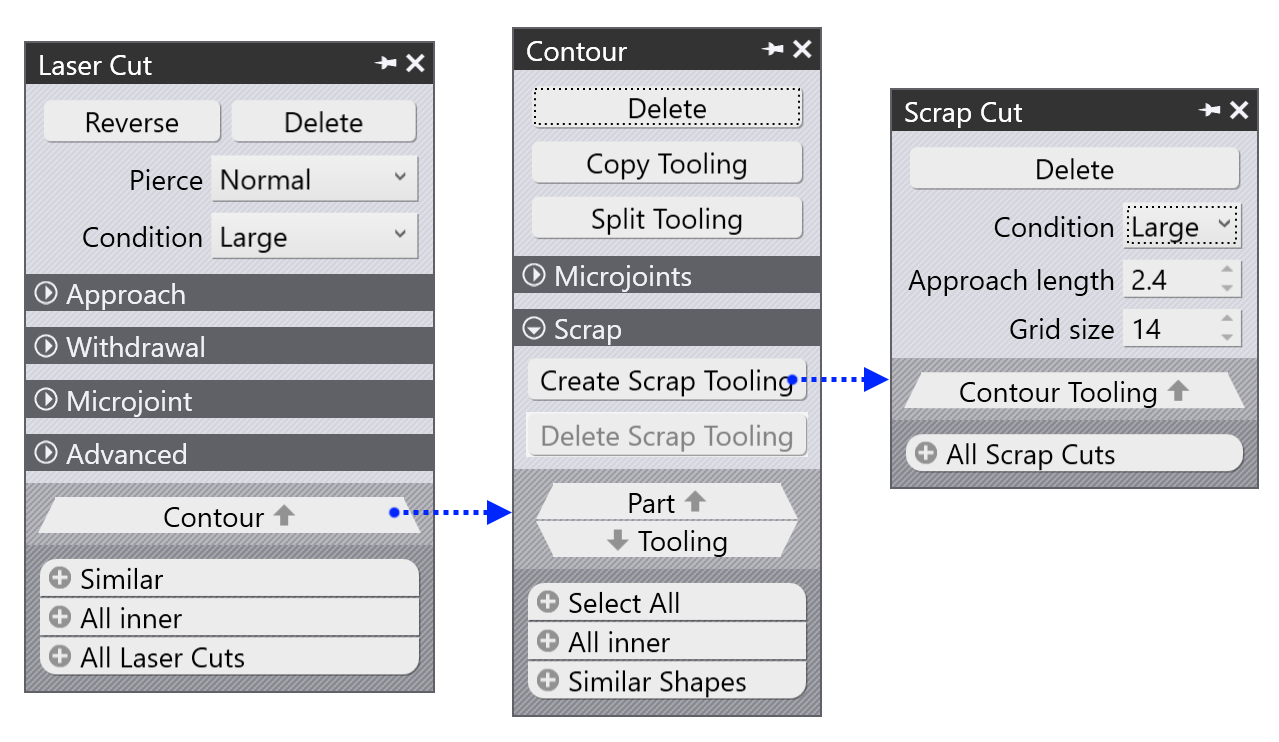 Laser Cut
Reverse
Delete
Pierce Normal
Condition Large
Approach
Withdrawal
Microjoint
Advanced
Contour
Similar
All inner
All Laser Cuts
Contour
Delete
Copy Tooling
Split Tooling
Microjoints
Scrap
Create Scrap Tooling
Delete Scrap Tooling
Part
Tooling
Select All
All inner
Similar Shapes
Scrap Cut
Delete
Condition Large
Approach length 2.4
Grid size 14
Contour Tooling
All Scrap Cuts